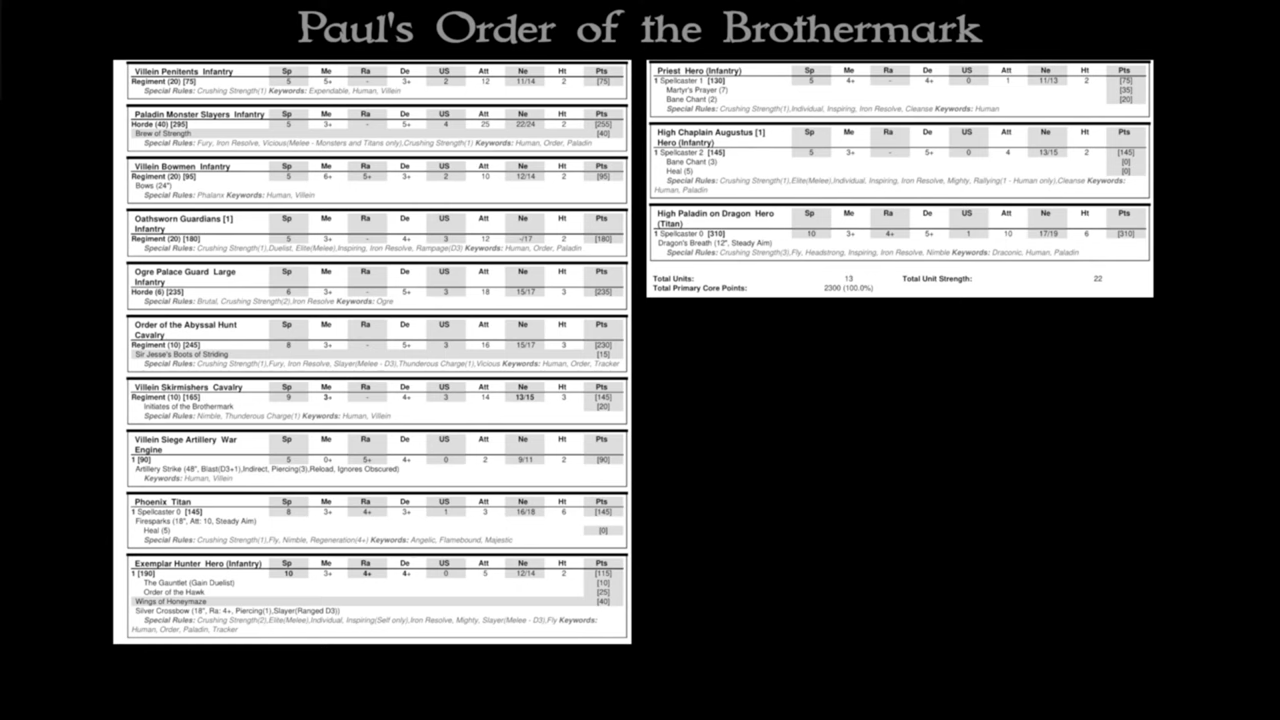 Paul's Order of the Brothermark
Villein Penitents Infantry Sp Me Ra De US Att Ne Ht Pts
Regiment (20) [75] 5 5+ - 3+ 2 12 11/14 2 [75]
Special Rules: Crushing Strength(1) Keywords: Expendable, Human, Villein
Paladin Monster Slayers Infantry Sp Me Ra De US Att Ne Ht Pts
Horde (40) [295] 5 3+ - 5+ 4 25 22/24 2 [255]
Brew of Strength [40]
Special Rules: Fury, Iron Resolve, Vicious(Melee - Monsters and Titans only),Crushing Strength(1) Keywords: Human, Order, Paladin
Villein Bowmen Infantry Sp Me Ra De US Att Ne Ht Pts
Regiment (20) [95] 5 6+ 5+ 3+ 2 10 12/14 2 [95]
Bows (24")
Special Rules: Phalanx Keywords: Human, Villein
Oathsworn Guardians [1] Sp Me Ra De US Att Ne Ht Pts
Infantry
Regiment (20) [180] 5 3+ - 4+ 3 12 -/17 2 [180]
Special Rules: Crushing Strength(1),Duelist, Elite(Melee),Inspiring, Iron Resolve, Rampage(D3) Keywords: Human, Order, Paladin
Ogre Palace Guard Large Sp Me Ra De US Att Ne Ht Pts
Infantry
Horde (6) [235] 6 3+ - 5+ 3 18 15/17 3 [235]
Special Rules: Brutal, Crushing Strength(2),Iron Resolve Keywords: Ogre
Order of the Abyssal Hunt Sp Me Ra De US Att Ne Ht Pts
Cavalry
Regiment (10) [245] 8 3+ - 5+ 3 16 15/17 3 [230]
Sir Jesse's Boots of Striding [15]
Special Rules: Crushing Strength(1),Fury, Iron Resolve, Slayer(Melee - D3),Thunderous Charge(1),Vicious Keywords: Human, Order, Tracker
Villein Skirmishers Cavalry Sp Me Ra De US Att Ne Ht Pts
Regiment (10) [165] 9 3+ - 4+ 3 14 13/15 3 [145]
Initiates of the Brothermark [20]
Special Rules: Nimble, Thunderous Charge(1) Keywords: Human, Villein
Villein Siege Artillery War Sp Me Ra De US Att Ne Ht Pts
Engine
1 [90] 5 0+ 5+ 4+ 0 2 9/11 2 [90]
Artillery Strike (48", Blast(D3+1),Indirect, Piercing(3),Reload, Ignores Obscured)
Keywords: Human, Villein
Phoenix Titan Sp Me Ra De US Att Ne Ht Pts
1 Spellcaster 0 [145] 8 3+ 4+ 3+ 1 3 16/18 6 [145]
Firesparks (18", Att: 10, Steady Aim)
Heal (5) [0]
Special Rules: Crushing Strength(1),Fly, Nimble, Regeneration(4+) Keywords: Angelic, Flamebound, Majestic
Exemplar Hunter Hero (Infantry) Sp Me Ra De US Att Ne Ht Pts
1 [190] 10 3+ 4+ 4+ 0 5 12/14 2 [115]
The Gauntlet (Gain Duelist) [10]
Order of the Hawk [25]
Wings of Honeymaze [40]
Silver Crossbow (18", Ra: 4+, Piercing(1),Slayer(Ranged D3))
Special Rules: Crushing Strength(2),Elite(Melee),Individual, Inspiring(Self only),Iron Resolve, Mighty, Slayer(Melee - D3),Fly Keywords:
Human, Order, Paladin, Tracker
Priest Hero (Infantry) Sp Me Ra De US Att Ne Ht Pts
1 Spellcaster 1 [130] 5 4+ - 4+ 0 1 11/13 2 [75]
Martyr's Prayer (7) [35]
Bane Chant (2) [20]
Special Rules: Crushing Strength(1),Individual, Inspiring, Iron Resolve, Cleanse Keywords: Human
High Chaplain Augustus [1] Sp Me Ra De US Att Ne Ht Pts
Hero (Infantry)
1 Spellcaster 2 [145] 5 3+ - 5+ 0 4 13/15 2 [145]
Bane Chant (3) [0]
Heal (5) [0]
Special Rules: Crushing Strength(1),Elite(Melee),Individual, Inspiring, Iron Resolve, Mighty, Rallying(1 - Human only),Cleanse Keywords:
Human, Paladin
High Paladin on Dragon Hero Sp Me Ra De US Att Ne Ht Pts
(Titan)
1 Spellcaster 0 [310] 10 3+ 4+ 5+ 1 10 17/19 6 [310]
Dragon's Breath (12", Steady Aim)
Special Rules: Crushing Strength(3),Fly, Headstrong, Inspiring, Iron Resolve, Nimble Keywords: Draconic, Human, Paladin
Total Units: 13 Total Unit Strength: 22
Total Primary Core Points: 2300 (100.0%)